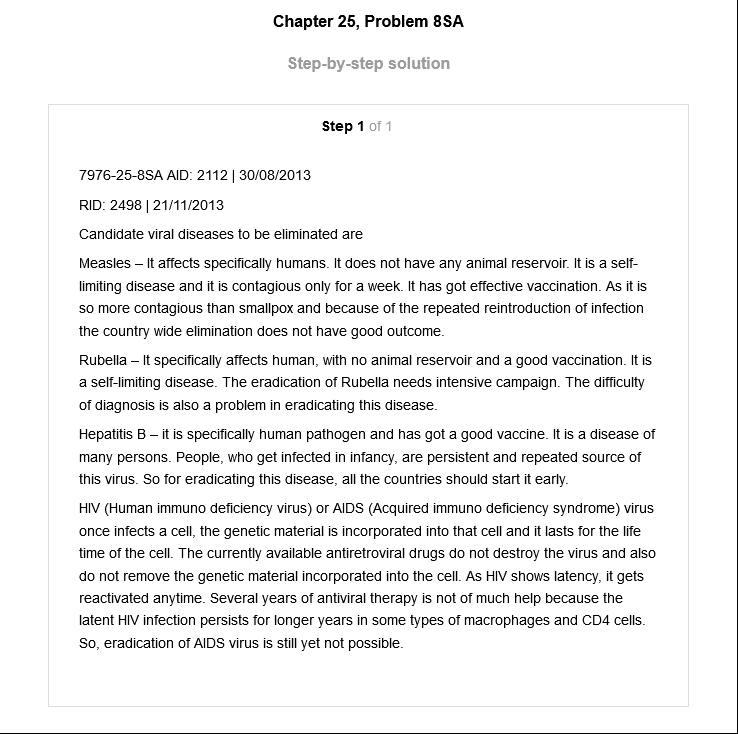 Chapter 25, Problem 8SA
Step-by-step solution
Step 1 of 1
7976-25-8SA AID: 2112 | 30/08/2013
RID: 2498 | 21/11/2013
Candidate viral diseases to be eliminated are
Measles – It affects specifically humans. It does not have any animal reservoir. It is a self-
limiting disease and it is contagious only for a week. It has got effective vaccination. As it is
so more contagious than smallpox and because of the repeated reintroduction of infection
the country wide elimination does not have good outcome.
Rubella – It specifically affects human, with no animal reservoir and a good vaccination. It is
a self-limiting disease. The eradication of Rubella needs intensive campaign. The difficulty
of diagnosis is also a problem in eradicating this disease.
Hepatitis B – it is specifically human pathogen and has got a good vaccine. It is a disease of
many persons. People, who get infected in infancy, are persistent and repeated source of
this virus. So for eradicating this disease, all the countries should start it early.
HIV (Human immuno deficiency virus) or AIDS (Acquired immuno deficiency syndrome) virus
once infects a cell, the genetic material is incorporated into that cell and it lasts for the life
time of the cell. The currently available antiretroviral drugs do not destroy the virus and also
do not remove the genetic material incorporated into the cell. As HIV shows latency, it gets
reactivated anytime. Several years of antiviral therapy is not of much help because the
latent HIV infection persists for longer years in some types of macrophages and CD4 cells.
So, eradication of AIDS virus is still yet not possible.